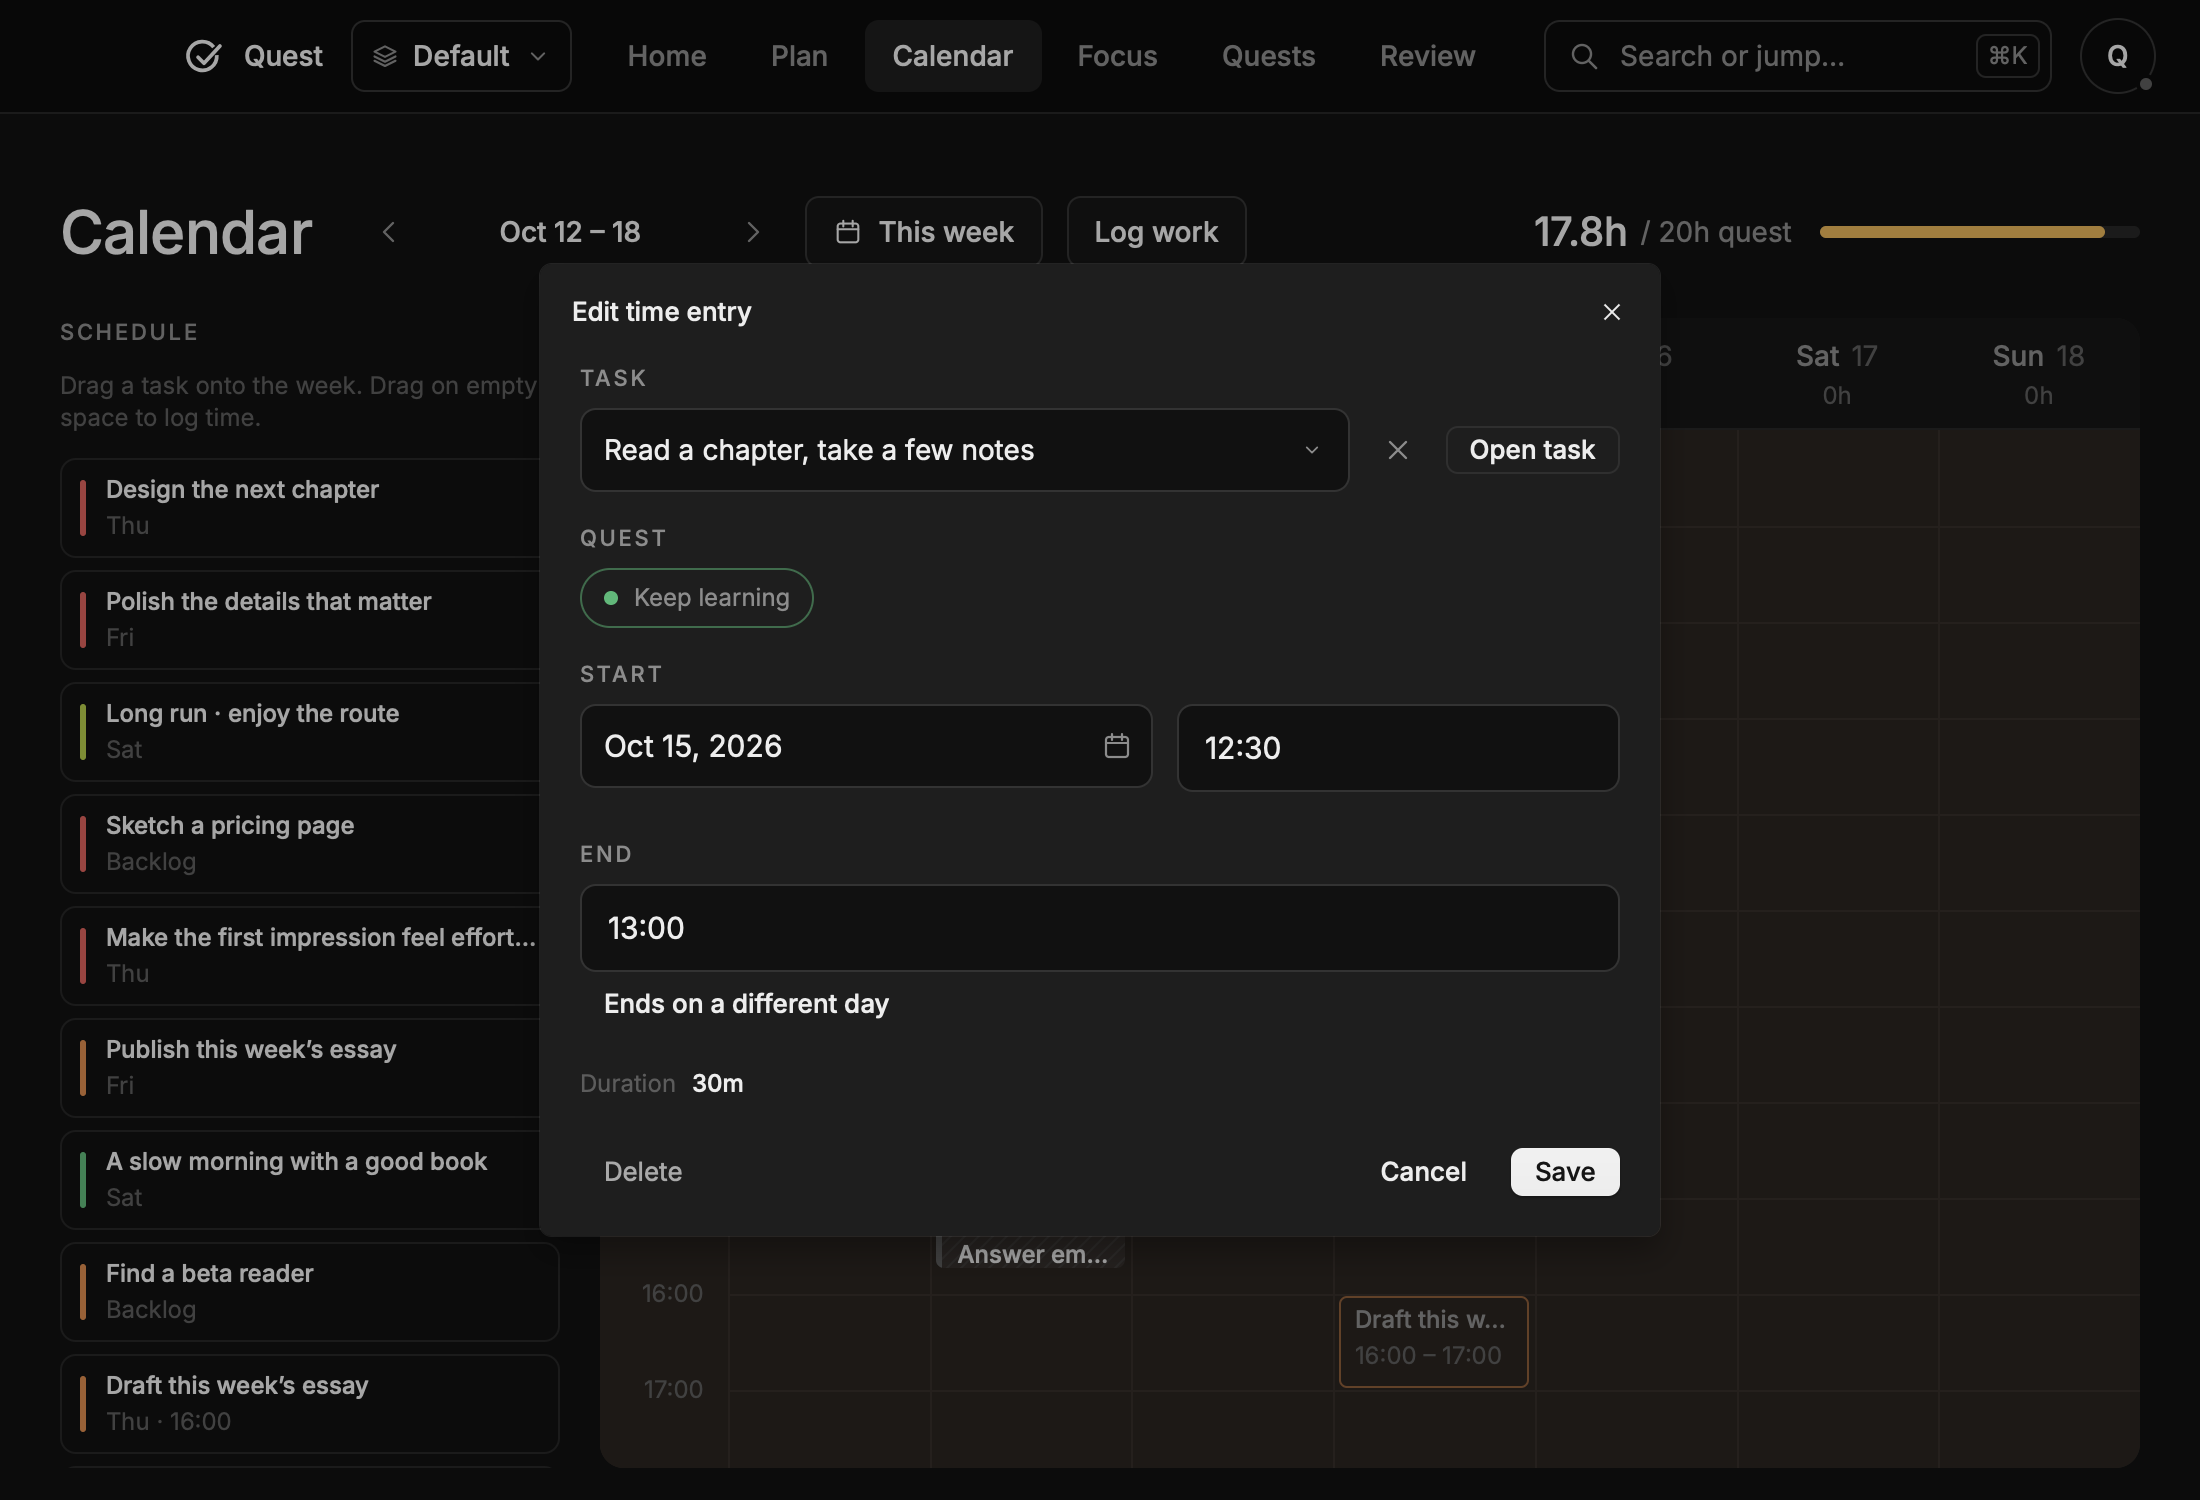 Quest
Default
Home
Plan
Calendar
Focus
Quests
Review
Search or jump...
⌘K
Q
Calendar
Oct 12 – 18
This week
Log work
17.8h / 20h quest
SCHEDULE
Drag a task onto the week. Drag on empty
space to log time.
Design the next chapter
Thu
Polish the details that matter
Fri
Long run · enjoy the route
Sat
Sketch a pricing page
Backlog
Make the first impression feel effort...
Thu
Publish this week’s essay
Fri
A slow morning with a good book
Sat
Find a beta reader
Backlog
Draft this week’s essay
Thu · 16:00
Edit time entry
TASK
Read a chapter, take a few notes
Open task
QUEST
Keep learning
START
Oct 15, 2026
12:30
END
13:00
Ends on a different day
Duration 30m
Delete
Cancel
Save
6
Sat 17
0h
Sun 18
0h
Answer em...
16:00
Draft this w...
16:00 – 17:00
17:00